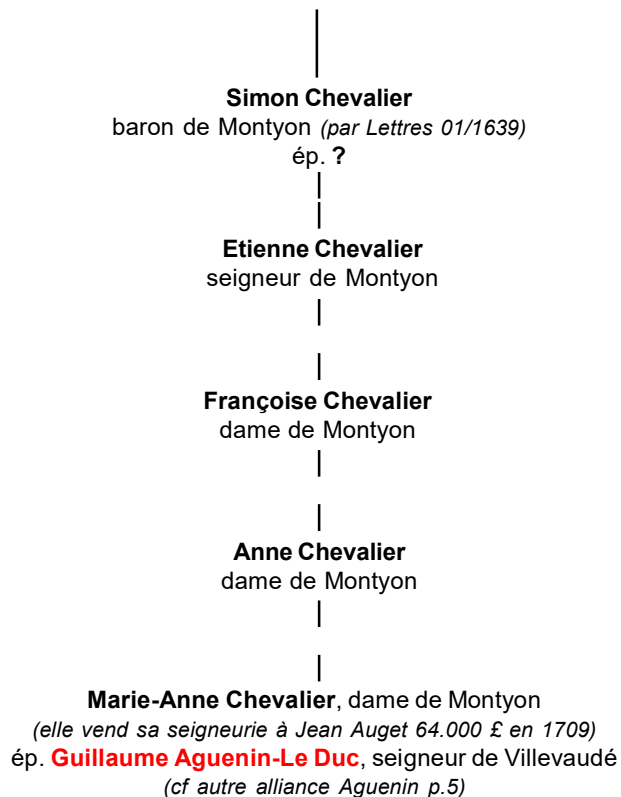 Simon Chevalier
baron de Montyon (par Lettres 01/1639)
ép. ?
Etienne Chevalier
seigneur de Montyon
Françoise Chevalier
dame de Montyon
Anne Chevalier
dame de Montyon
Marie-Anne Chevalier, dame de Montyon
(elle vend sa seigneurie à Jean Auget 64.000 £ en 1709)
ép. Guillaume Aguenin-Le Duc, seigneur de Villevaudé
(cf autre alliance Aguenin p.5)